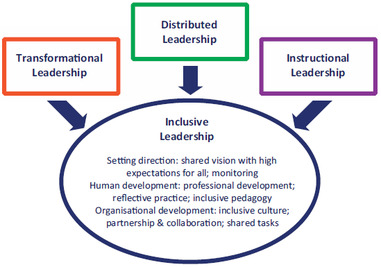 Distributed
Leadership
Transformational
Leadership
Instructional
Leadership
Inclusive
Leadership
Setting direction: shared vision with high
expectations for all; monitoring
Human development: professional development;
reflective practice; inclusive pedagogy
Organisational development: inclusive culture;
partnership & collaboration; shared tasks